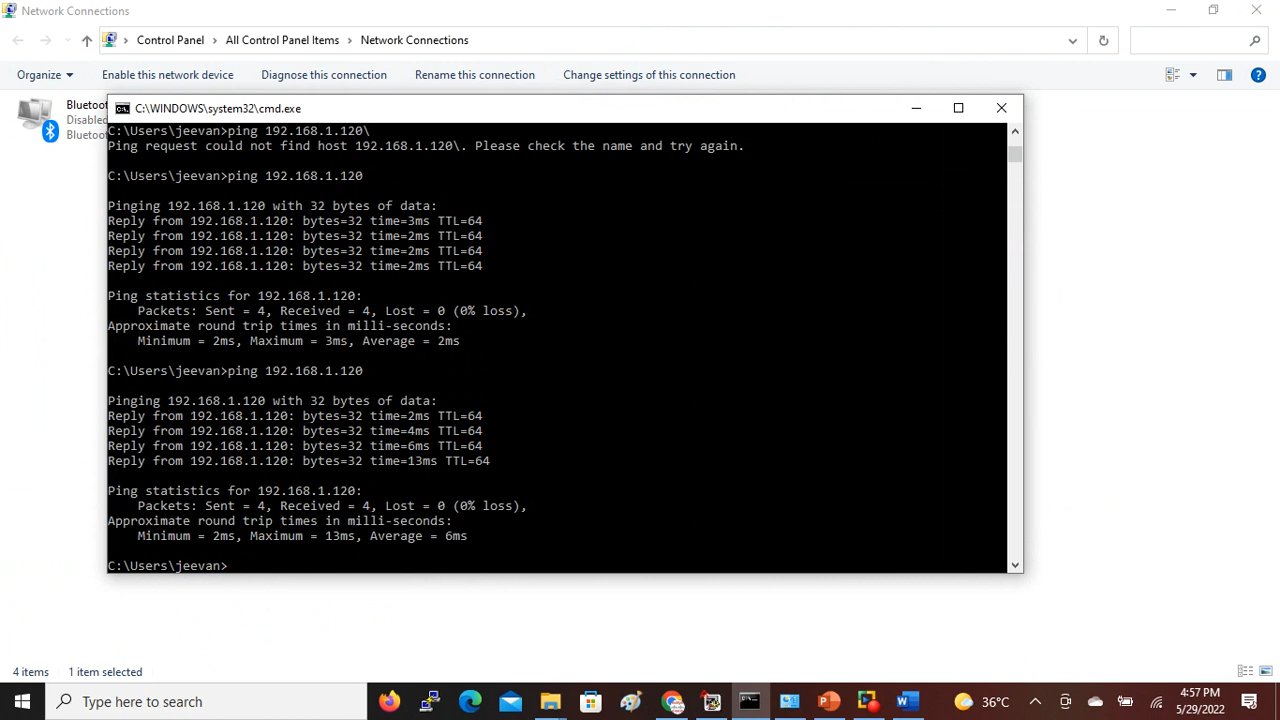 Network Connections
Control Panel > All Control Panel Items > Network Connections
Organize Enable this network device Diagnose this connection Rename this connection Change settings of this connection
Bluetoot
Disabled
Bluetoo
C:\WINDOWS\system32\cmd.exe
C:\Users\jeevan>ping 192.168.1.120\
Ping request could not find host 192.168.1.120\. Please check the name and try again.
C:\Users\jeevan>ping 192.168.1.120
Pinging 192.168.1.120 with 32 bytes of data:
Reply from 192.168.1.120: bytes=32 time=3ms TTL=64
Reply from 192.168.1.120: bytes=32 time=2ms TTL=64
Reply from 192.168.1.120: bytes=32 time=2ms TTL=64
Reply from 192.168.1.120: bytes=32 time=2ms TTL=64
Ping statistics for 192.168.1.120:
Packets: Sent = 4, Received = 4, Lost = 0 (0% loss),
Approximate round trip times in milli-seconds:
Minimum = 2ms, Maximum = 3ms, Average = 2ms
C:\Users\jeevan>ping 192.168.1.120
Pinging 192.168.1.120 with 32 bytes of data:
Reply from 192.168.1.120: bytes=32 time=2ms TTL=64
Reply from 192.168.1.120: bytes=32 time=4ms TTL=64
Reply from 192.168.1.120: bytes=32 time=6ms TTL=64
Reply from 192.168.1.120: bytes=32 time=13ms TTL=64
Ping statistics for 192.168.1.120:
Packets: Sent = 4, Received = 4, Lost = 0 (0% loss),
Approximate round trip times in milli-seconds:
Minimum = 2ms, Maximum = 13ms, Average = 6ms
C:\Users\jeevan>
4 items 1 item selected
Type here to search
36°C
4:57 PM
5/29/2022